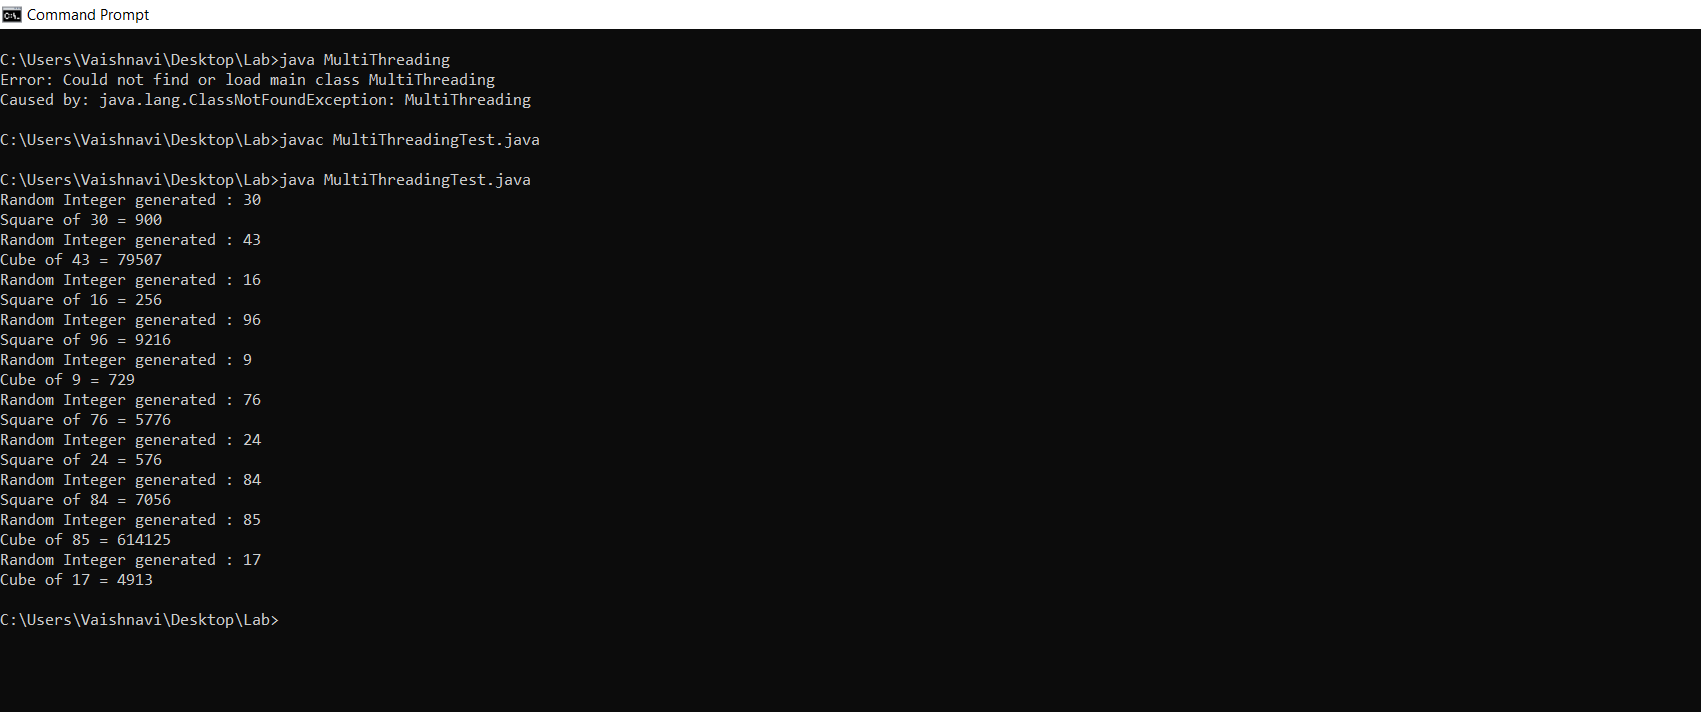 Command Prompt
C:\Users\Vaishnavi\Desktop\Lab>java MultiThreading
Error: Could not find or load main class MultiThreading
Caused by: java.lang.ClassNotFoundException: MultiThreading
C:\Users\Vaishnavi\Desktop\Lab>javac MultiThreadingTest.java
C:\Users\Vaishnavi\Desktop\Lab>java MultiThreadingTest.java
Random Integer generated : 30
Square of 30 = 900
Random Integer generated : 43
Cube of 43 = 79507
Random Integer generated : 16
Square of 16 = 256
Random Integer generated : 96
Square of 96 = 9216
Random Integer generated : 9
Cube of 9 = 729
Random Integer generated : 76
Square of 76 = 5776
Random Integer generated : 24
Square of 24 = 576
Random Integer generated : 84
Square of 84 = 7056
Random Integer generated : 85
Cube of 85 = 614125
Random Integer generated : 17
Cube of 17 = 4913
C:\Users\Vaishnavi\Desktop\Lab>